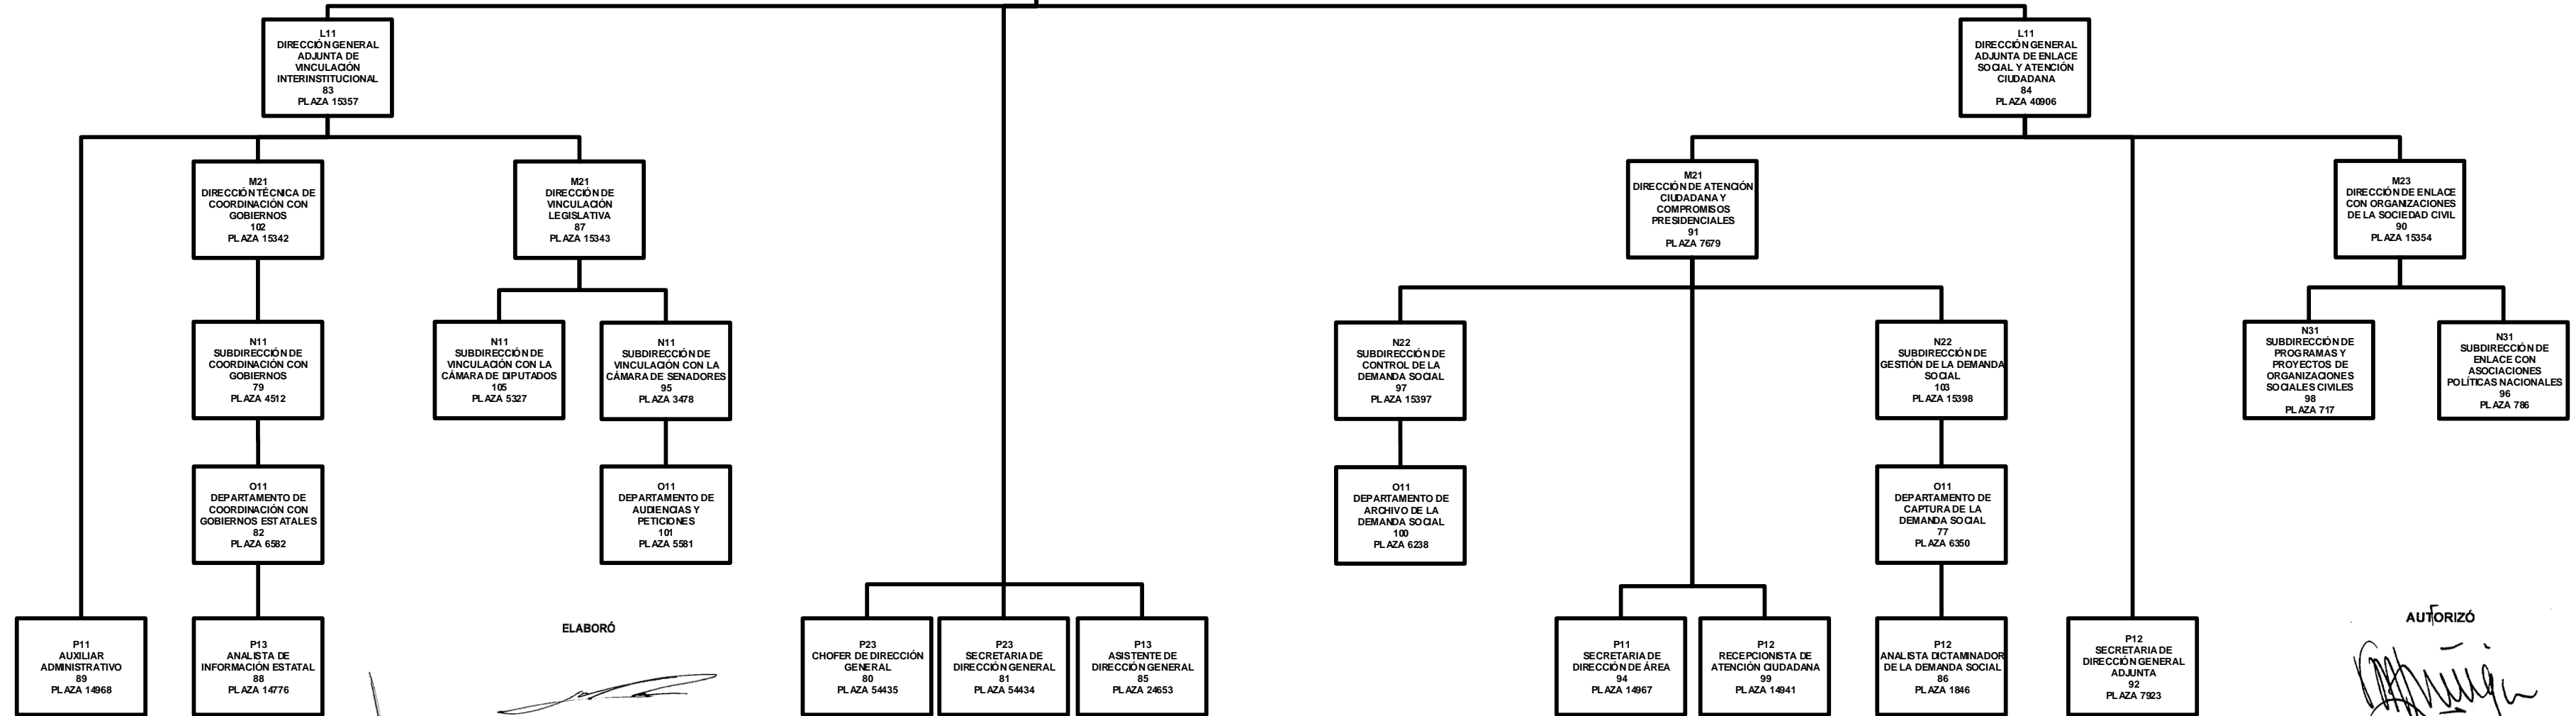 L11
DIRECCIÓN GENERAL
ADJUNTA DE
VINCULACIÓN
INTERINSTITUCIONAL
83
PLAZA 15357
L11
DIRECCIÓN GENERAL
ADJUNTA DE ENLACE
SOCIAL Y ATENCIÓN
CIUDADANA
84
PLAZA 40906
M21
DIRECCIÓN TÉCNICA DE
COORDINACIÓN CON
GOBIERNOS
102
PLAZA 15342
M21
DIRECCIÓN DE
VINCULACIÓN
LEGISLATIVA
87
PLAZA 15343
M21
DIRECCIÓN DE ATENCIÓN
CIUDADANA Y
COMPROMISOS
PRESIDENCIALES
91
PLAZA 7679
M23
DIRECCIÓN DE ENLACE
CON ORGANIZACIONES
DE LA SOCIEDAD CIVIL
90
PLAZA 15354
N11
SUBDIRECCIÓN DE
COORDINACIÓN CON
GOBIERNOS
79
PLAZA 4512
N11
SUBDIRECCIÓN DE
VINCULACIÓN CON LA
CÁMARA DE DIPUTADOS
105
PLAZA 5327
N11
SUBDIRECCIÓN DE
VINCULACIÓN CON LA
CÁMARA DE SENADORES
95
PLAZA 3478
N22
SUBDIRECCIÓN DE
CONTROL DE LA
DEMANDA SOCIAL
97
PLAZA 15397
N22
SUBDIRECCIÓN DE
GESTIÓN DE LA DEMANDA
SOCIAL
103
PLAZA 15398
N31
SUBDIRECCIÓN DE
PROGRAMAS Y
PROYECTOS DE
ORGANIZACIONES
SOCIALES CIVILES
98
PLAZA 717
N31
SUBDIRECCIÓN DE
ENLACE CON
ASOCIACIONES
POLÍTICAS NACIONALES
96
PLAZA 786
O11
DEPARTAMENTO DE
COORDINACIÓN CON
GOBIERNOS ESTATALES
82
PLAZA 6582
O11
DEPARTAMENTO DE
AUDIENCIAS Y
PETICIONES
101
PLAZA 5581
O11
DEPARTAMENTO DE
ARCHIVO DE LA
DEMANDA SOCIAL
100
PLAZA 6238
O11
DEPARTAMENTO DE
CAPTURA DE LA
DEMANDA SOCIAL
77
PLAZA 6350
P11
AUXILIAR
ADMINISTRATIVO
89
PLAZA 14968
P13
ANALISTA DE
INFORMACIÓN ESTATAL
88
PLAZA 14776
ELABORÓ
P23
CHOFER DE DIRECCIÓN
GENERAL
80
PLAZA 54435
P23
SECRETARIA DE
DIRECCIÓN GENERAL
81
PLAZA 54434
P13
ASISTENTE DE
DIRECCIÓN GENERAL
85
PLAZA 24653
P11
SECRETARIA DE
DIRECCIÓN DE ÁREA
94
PLAZA 14967
P12
RECEPCIONISTA DE
ATENCIÓN CIUDADANA
99
PLAZA 14941
P12
ANALISTA DICTAMINADOR
DE LA DEMANDA SOCIAL
86
PLAZA 1846
P12
SECRETARIA DE
DIRECCIÓN GENERAL
ADJUNTA
92
PLAZA 7923
AUTORIZÓ